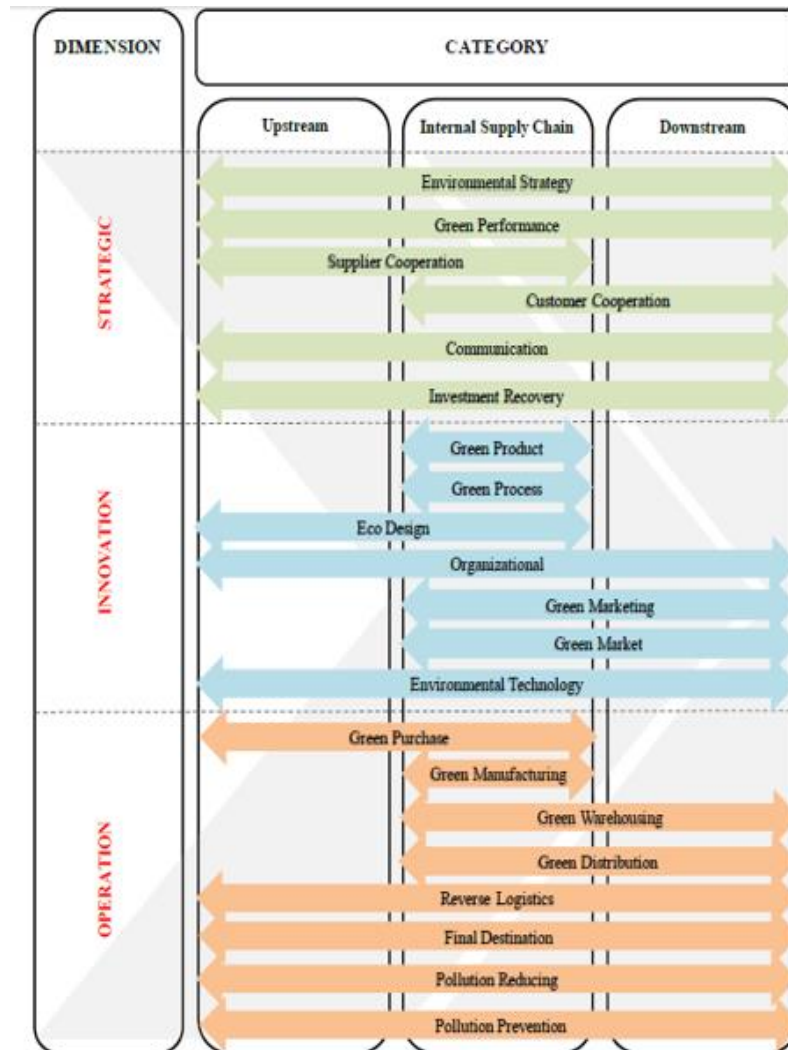 DIMENSION
CATEGORY
Upstream
Internal Supply Chain
Downstream
STRATEGIC
Environmental Strategy
Green Performance
Supplier Cooperation
Customer Cooperation
Communication
Investment Recovery
INNOVATION
Green Product
Green Process
Eco Design
Organizational
Green Marketing
Green Market
Environmental Technology
OPERATION
Green Purchase
Green Manufacturing
Green Warehousing
Green Distribution
Reverse Logistics
Final Destination
Pollution Reducing
Pollution Prevention